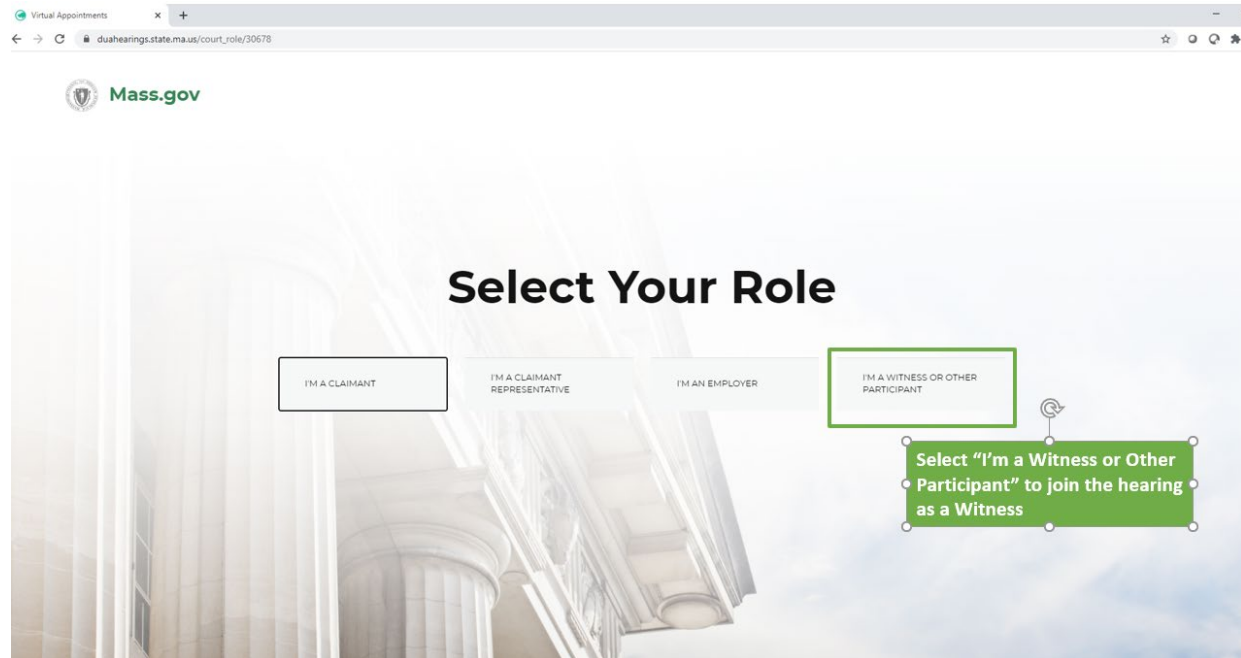 Virtual Appointments
duahearings.state.ma.us/court_role/30678
Mass.gov
Select Your Role
I'M A CLAIMANT
I'M A CLAIMANT
REPRESENTATIVE
I'M AN EMPLOYER
I'M A WITNESS OR OTHER
PARTICIPANT
Select “I’m a Witness or Other
Participant” to join the hearing
as a Witness